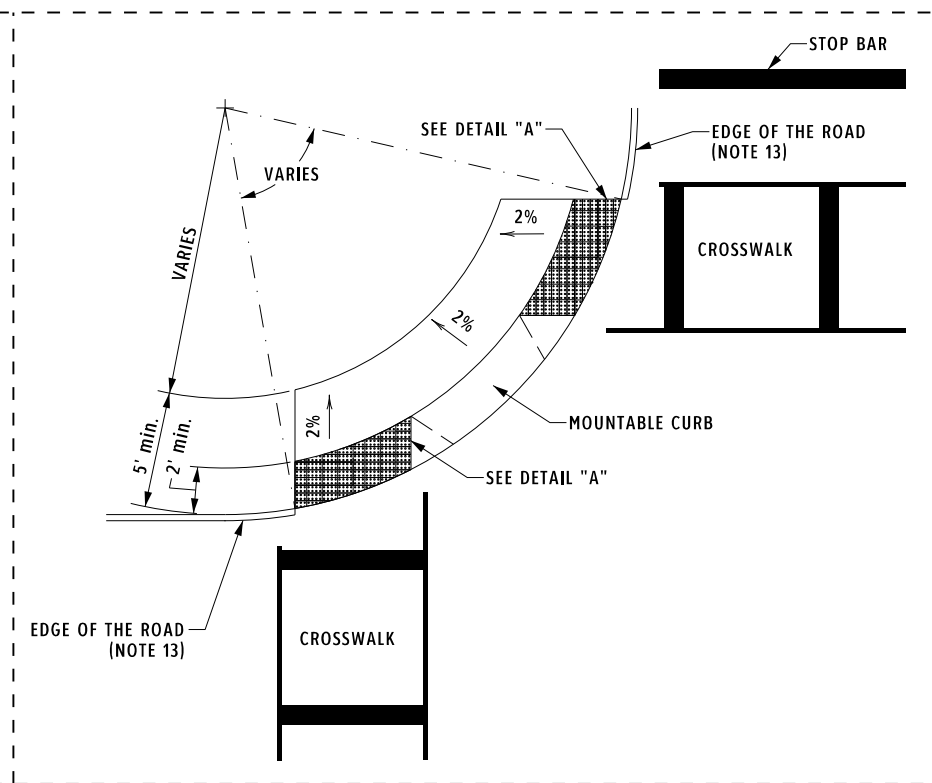 STOP BAR
SEE DETAIL "A"
EDGE OF THE ROAD
(NOTE 13)
VARIES
2%
VARIES
CROSSWALK
2%
MOUNTABLE CURB
2%
5' min.
2' min.
SEE DETAIL "A"
EDGE OF THE ROAD
(NOTE 13)
CROSSWALK